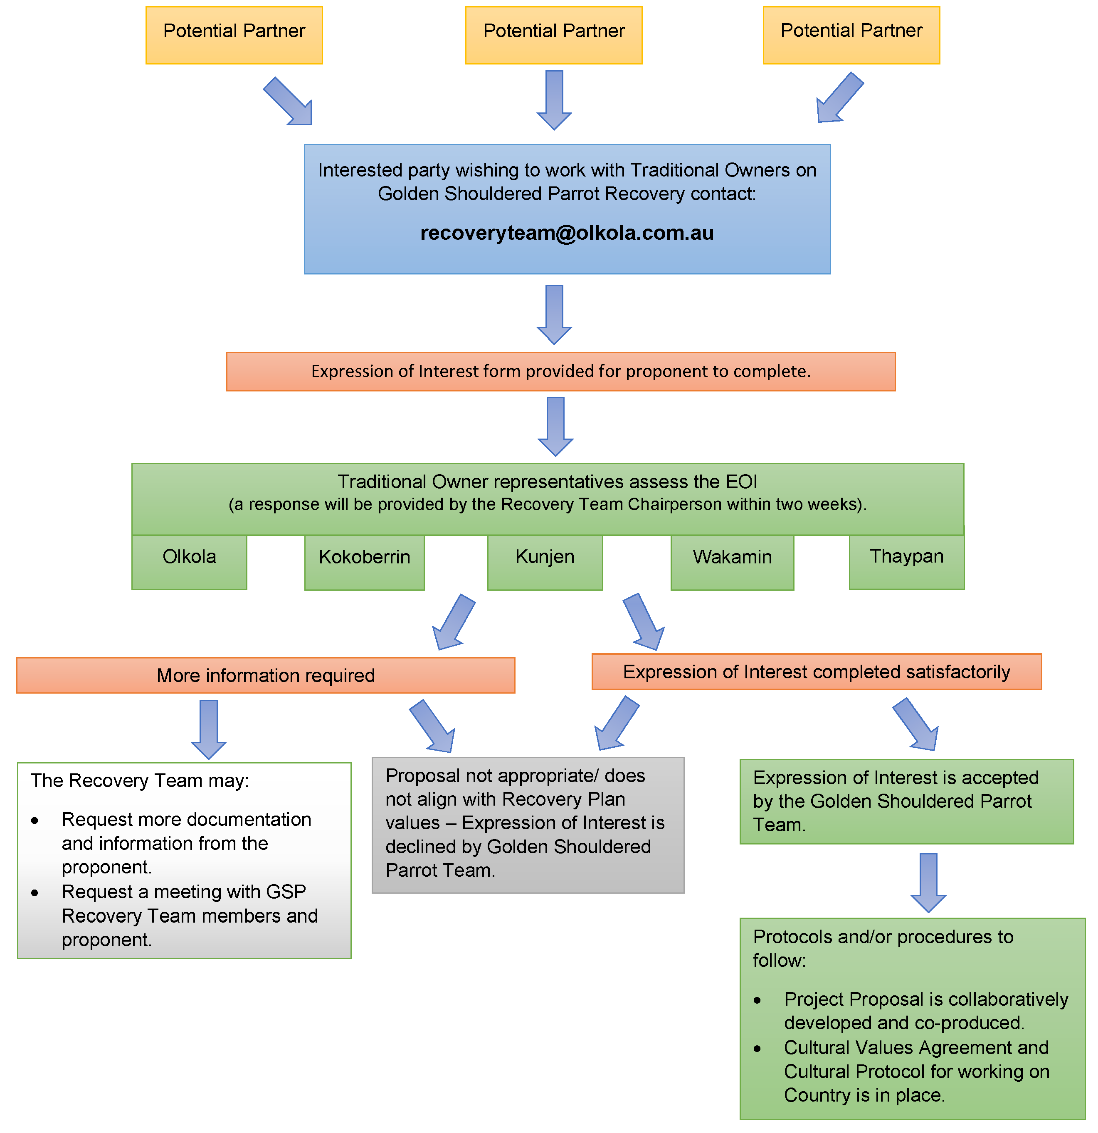 Potential Partner
Potential Partner
Potential Partner
Interested party wishing to work with Traditional Owners on
Golden Shouldered Parrot Recovery contact:
recoveryteam@olkola.com.au
Expression of Interest form provided for proponent to complete.
Traditional Owner representatives assess the EOI
(a response will be provided by the Recovery Team Chairperson within two weeks).
Olkola
Kokoberrin
Kunjen
Wakamin
Thaypan
More information required
Expression of Interest completed satisfactorily
The Recovery Team may:
• Request more documentation
and information from the
proponent.
• Request a meeting with GSP
Recovery Team members and
proponent.
Proposal not appropriate/ does
not align with Recovery Plan
values – Expression of Interest is
declined by Golden Shouldered
Parrot Team.
Expression of Interest is accepted
by the Golden Shouldered Parrot
Team.
Protocols and/or procedures to
follow:
• Project Proposal is collaboratively
developed and co-produced.
• Cultural Values Agreement and
Cultural Protocol for working on
Country is in place.